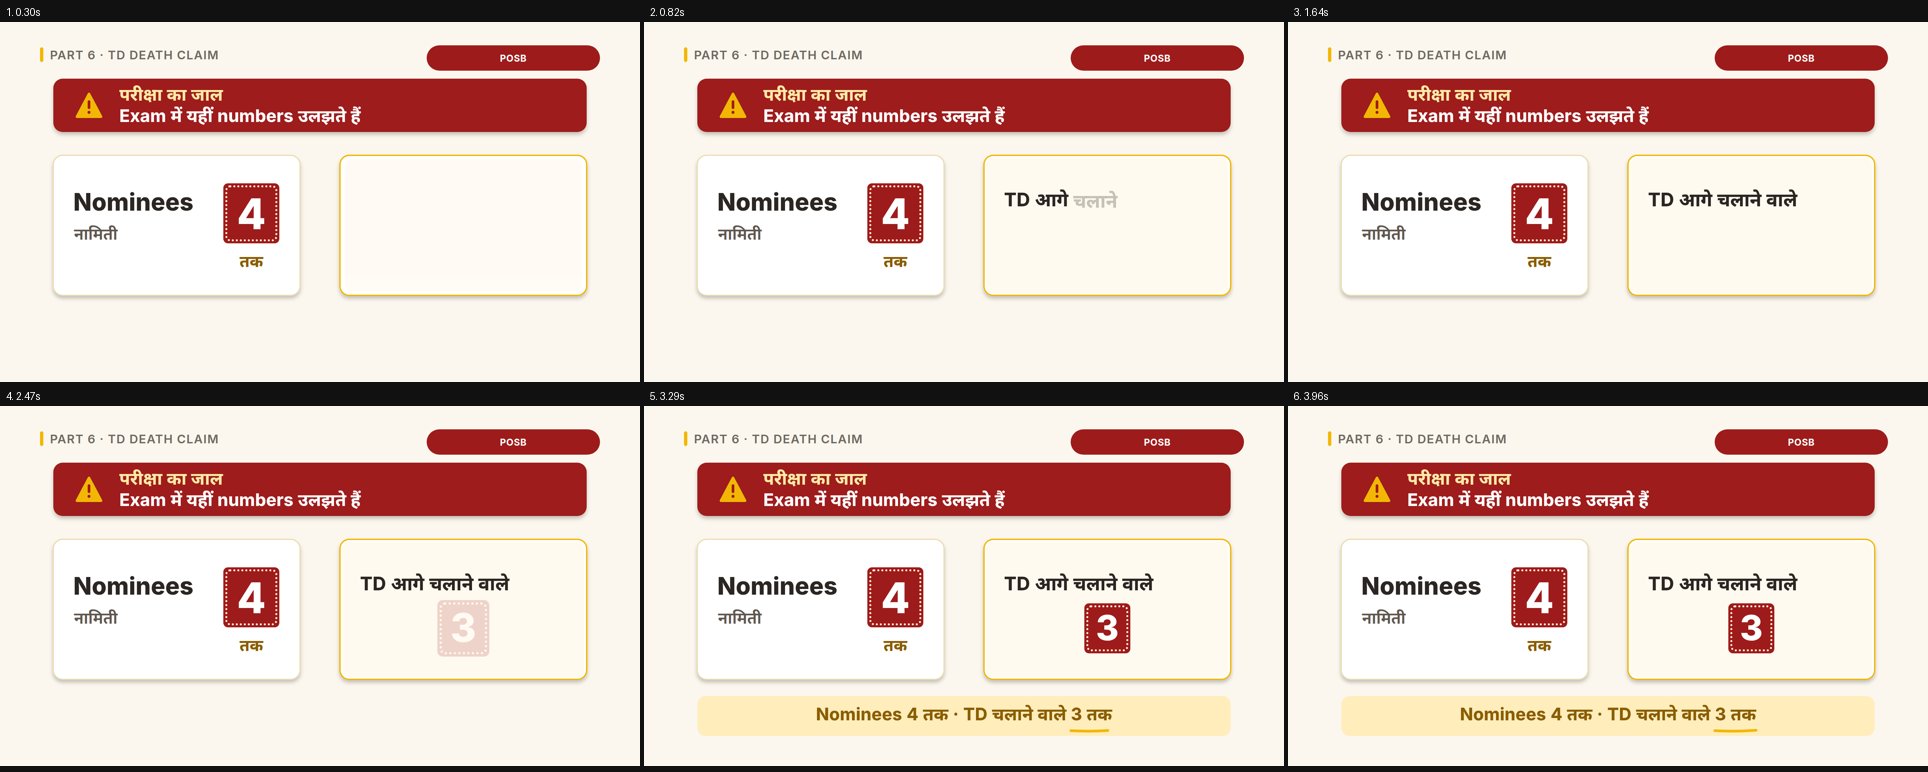 1. 0.30s
PART 6 · TD DEATH CLAIM
POSB
परीक्षा का जाल
Exam में यहीं numbers उलझते हैं
Nominees
नामिती
4
तक
2. 0.82s
PART 6 · TD DEATH CLAIM
POSB
परीक्षा का जाल
Exam में यहीं numbers उलझते हैं
Nominees
नामिती
4
तक
TD आगे चलाने
3. 1.64s
PART 6 · TD DEATH CLAIM
POSB
परीक्षा का जाल
Exam में यहीं numbers उलझते हैं
Nominees
नामिती
4
तक
TD आगे चलाने वाले
4. 2.47s
PART 6 · TD DEATH CLAIM
POSB
परीक्षा का जाल
Exam में यहीं numbers उलझते हैं
Nominees
नामिती
4
तक
TD आगे चलाने वाले
3
5. 3.29s
PART 6 · TD DEATH CLAIM
POSB
परीक्षा का जाल
Exam में यहीं numbers उलझते हैं
Nominees
नामिती
4
तक
TD आगे चलाने वाले
3
Nominees 4 तक · TD चलाने वाले 3 तक
6. 3.96s
PART 6 · TD DEATH CLAIM
POSB
परीक्षा का जाल
Exam में यहीं numbers उलझते हैं
Nominees
नामिती
4
तक
TD आगे चलाने वाले
3
Nominees 4 तक · TD चलाने वाले 3 तक